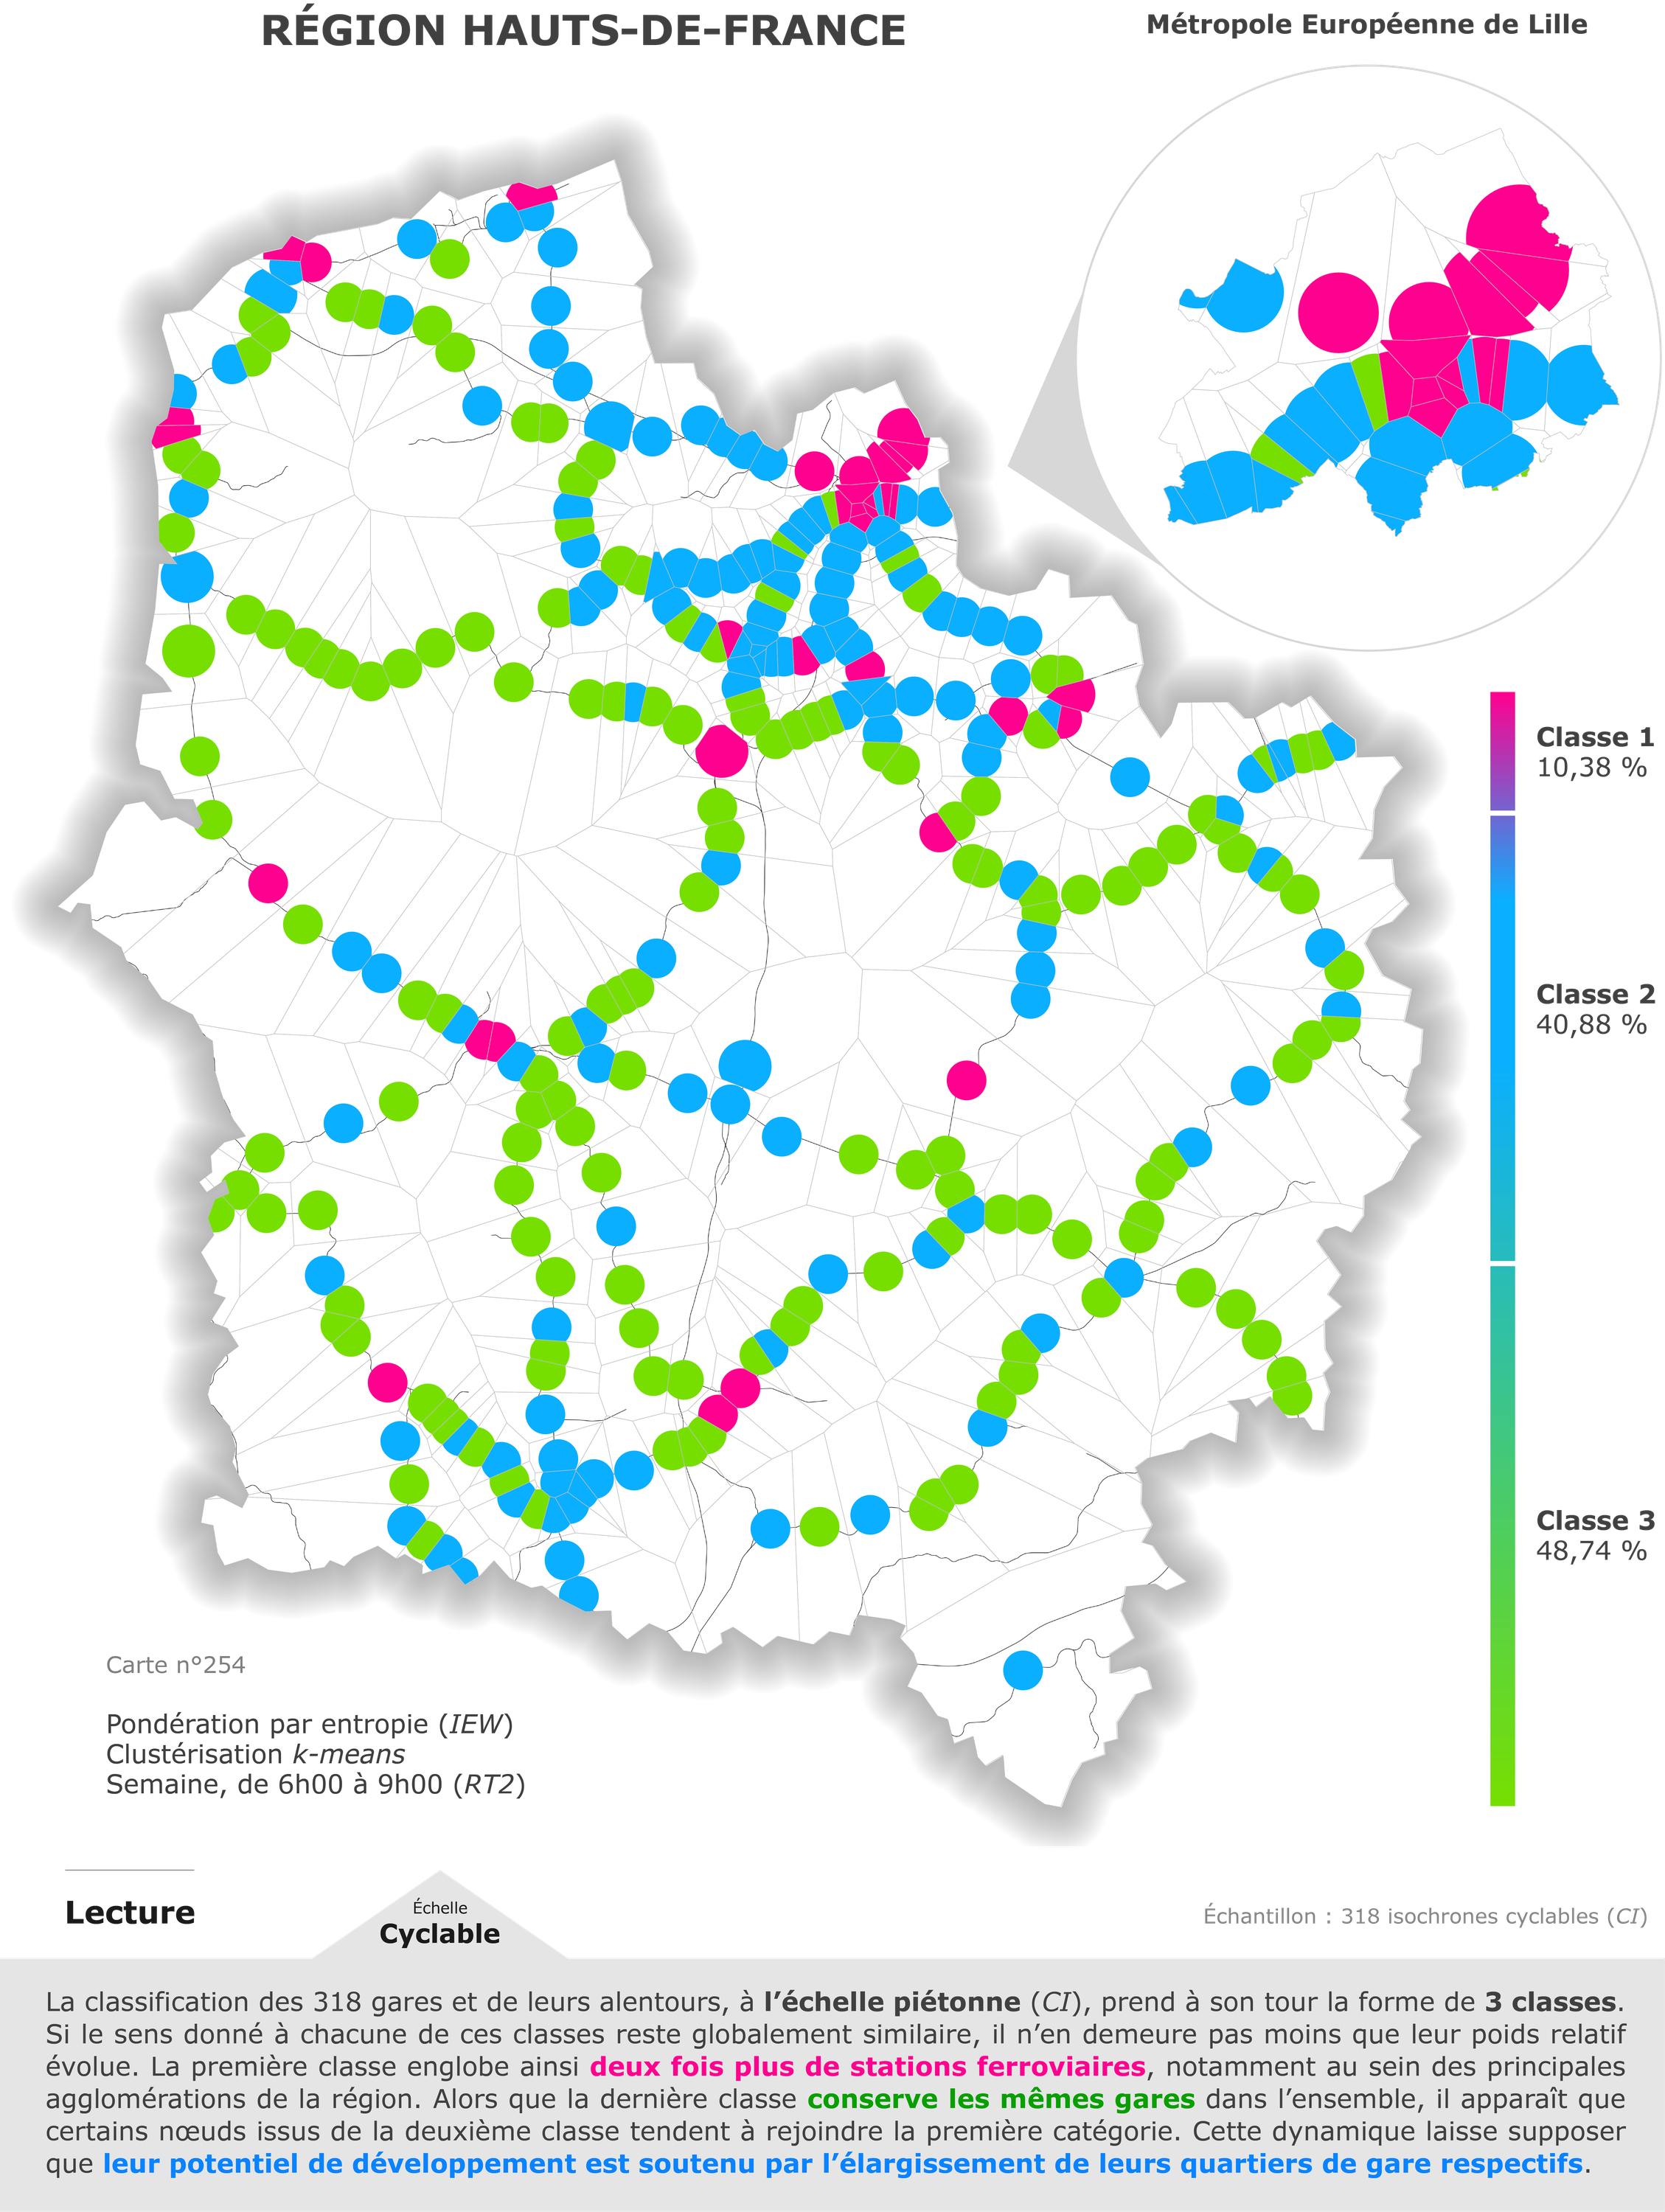 RÉGION HAUTS-DE-FRANCE
Métropole Européenne de Lille
Classe 1
10,38 %
Classe 2
40,88 %
Classe 3
48,74 %
Carte n°254
Pondération par entropie (IEW)
Clustérisation k-means
Semaine, de 6h00 à 9h00 (RT2)
Lecture
Échelle
Cyclable
Échantillon : 318 isochrones cyclables (CI)
La classification des 318 gares et de leurs alentours, à l’échelle piétonne (CI), prend à son tour la forme de 3 classes.
Si le sens donné à chacune de ces classes reste globalement similaire, il n’en demeure pas moins que leur poids relatif
évolue. La première classe englobe ainsi deux fois plus de stations ferroviaires, notamment au sein des principales
agglomérations de la région. Alors que la dernière classe conserve les mêmes gares dans l’ensemble, il apparaît que
certains nœuds issus de la deuxième classe tendent à rejoindre la première catégorie. Cette dynamique laisse supposer
que leur potentiel de développement est soutenu par l’élargissement de leurs quartiers de gare respectifs.